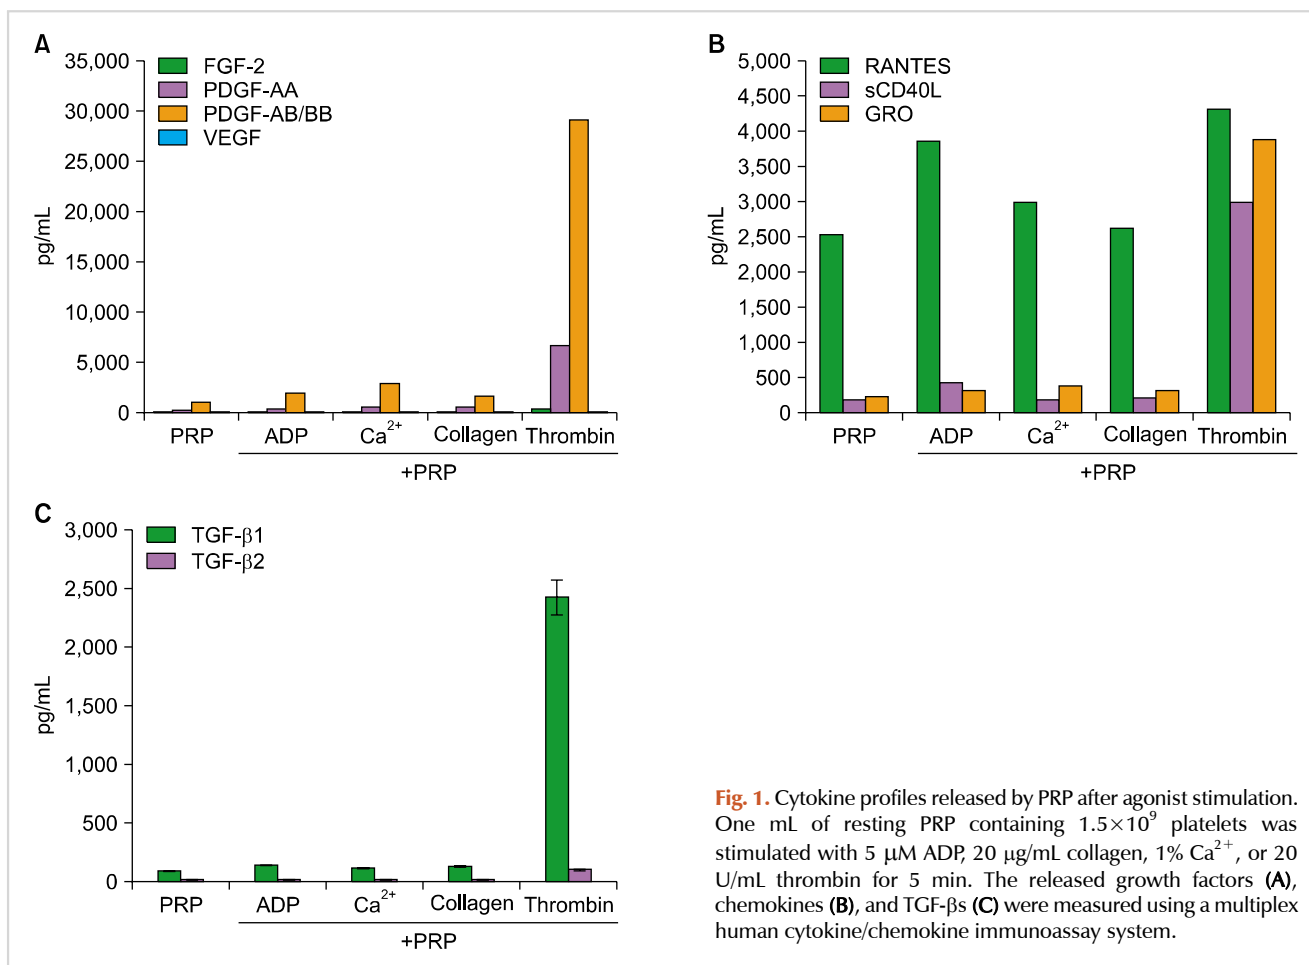 A
35,000
30,000
25,000
20,000
15,000
10,000
5,000
0
pg/mL
FGF-2
PDGF-AA
PDGF-AB/BB
VEGF
PRP ADP Ca²⁺ Collagen Thrombin
+PRP
B
5,000
4,500
4,000
3,500
3,000
2,500
2,000
1,500
1,000
500
0
pg/mL
RANTES
sCD40L
GRO
PRP ADP Ca²⁺ Collagen Thrombin
+PRP
C
3,000
2,500
2,000
1,500
1,000
500
0
pg/mL
TGF-β1
TGF-β2
PRP ADP Ca²⁺ Collagen Thrombin
+PRP
Fig. 1. Cytokine profiles released by PRP after agonist stimulation.
One mL of resting PRP containing 1.5×10⁹ platelets was
stimulated with 5 μM ADP, 20 μg/mL collagen, 1% Ca²⁺, or 20
U/mL thrombin for 5 min. The released growth factors (A),
chemokines (B), and TGF-βs (C) were measured using a multiplex
human cytokine/chemokine immunoassay system.